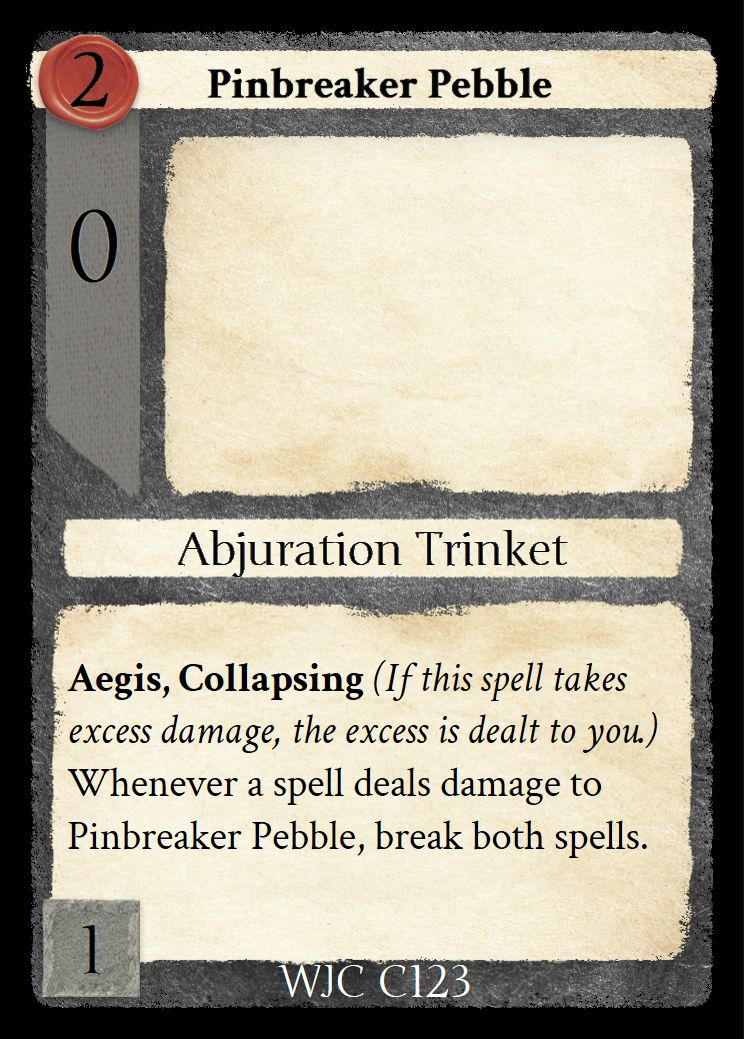 2
Pinbreaker Pebble
0
Abjuration Trinket
Aegis, Collapsing (If this spell takes
excess damage, the excess is dealt to you.)
Whenever a spell deals damage to
Pinbreaker Pebble, break both spells.
1
WJC C123